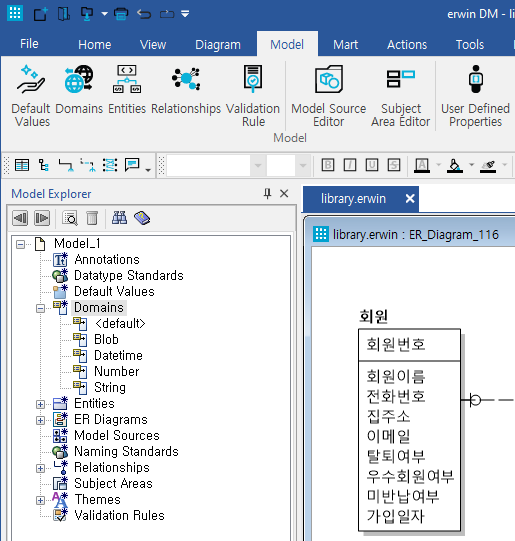 erwin DM - li
File Home View Diagram Model Mart Actions Tools
Default Values
Domains
Entities
Relationships
Validation Rule
Model Source Editor
Subject Area Editor
User Defined Properties
Model
B I U S A
Model Explorer
library.erwin
library.erwin : ER_Diagram_116
Model_1
Annotations
Datatype Standards
Default Values
Domains
<default>
Blob
Datetime
Number
String
Entities
ER Diagrams
Model Sources
Naming Standards
Relationships
Subject Areas
Themes
Validation Rules
회원
회원번호
회원이름
전화번호
집주소
이메일
탈퇴여부
우수회원여부
미반납여부
가입일자